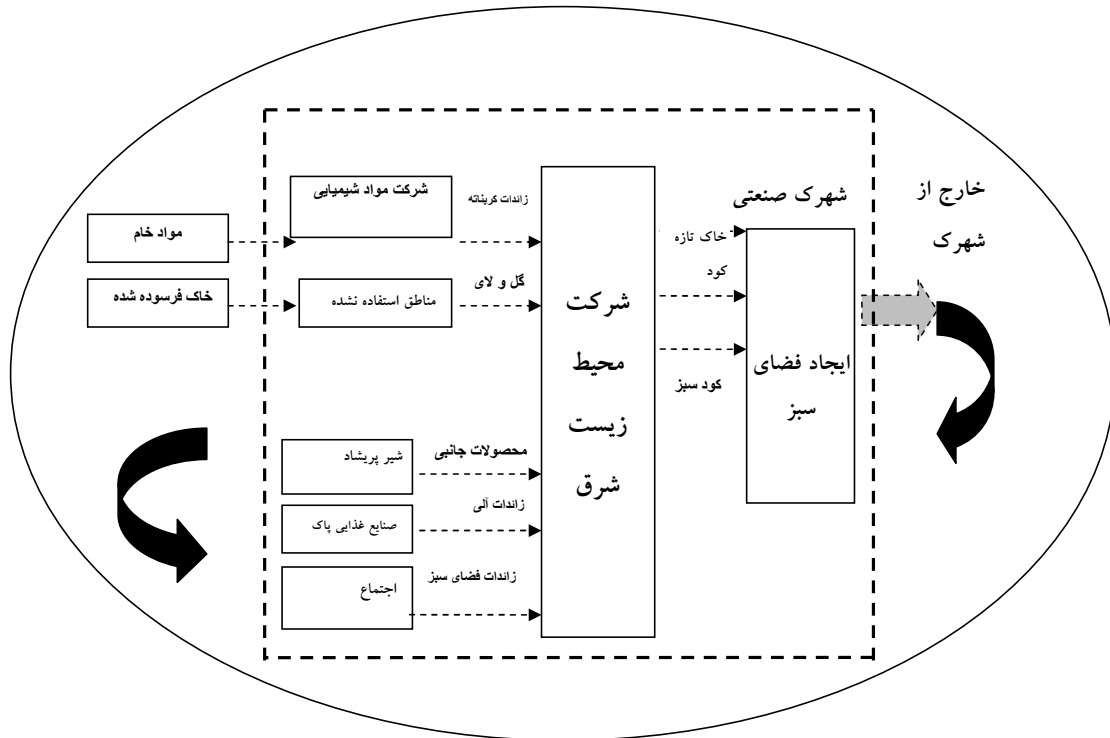 خارج از
شهرک
شهرک صنعتی
شرکت مواد شیمیایی
زائدات کربناته
مواد خام
خاک تازه
کود
گل و لای
مناطق استفاده نشده
خاک فرسوده شده
شرکت
محیط
زیست
شرق
ایجاد فضای
سبز
کود سبز
محصولات جانبی
شیر پریشاد
زائدات آلی
صنایع غذایی پاک
زائدات فضای سبز
اجتماع